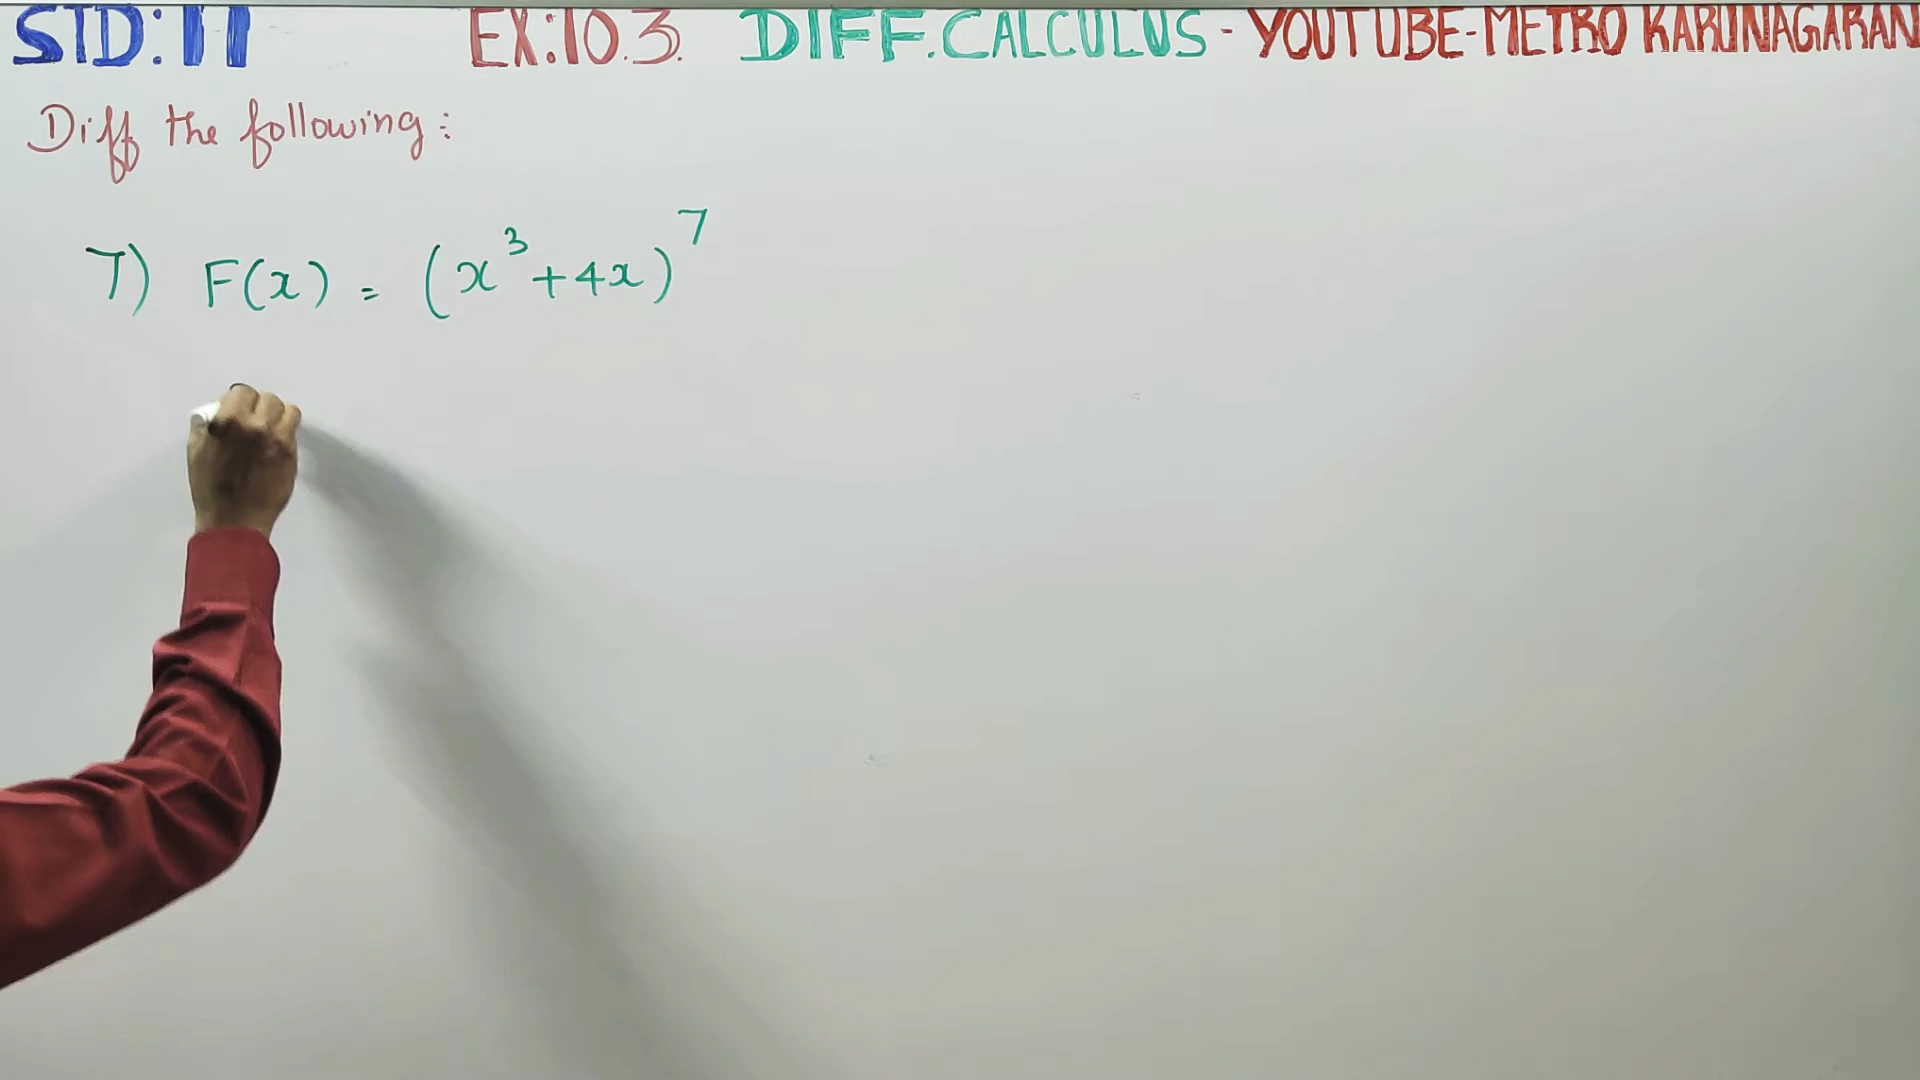 STD:11 EX:10.3. DIFF.CALCULUS - YOUTUBE-METRO KARUNAGARAN
Diff the following:
7) F(x) = (x³+4x)⁷